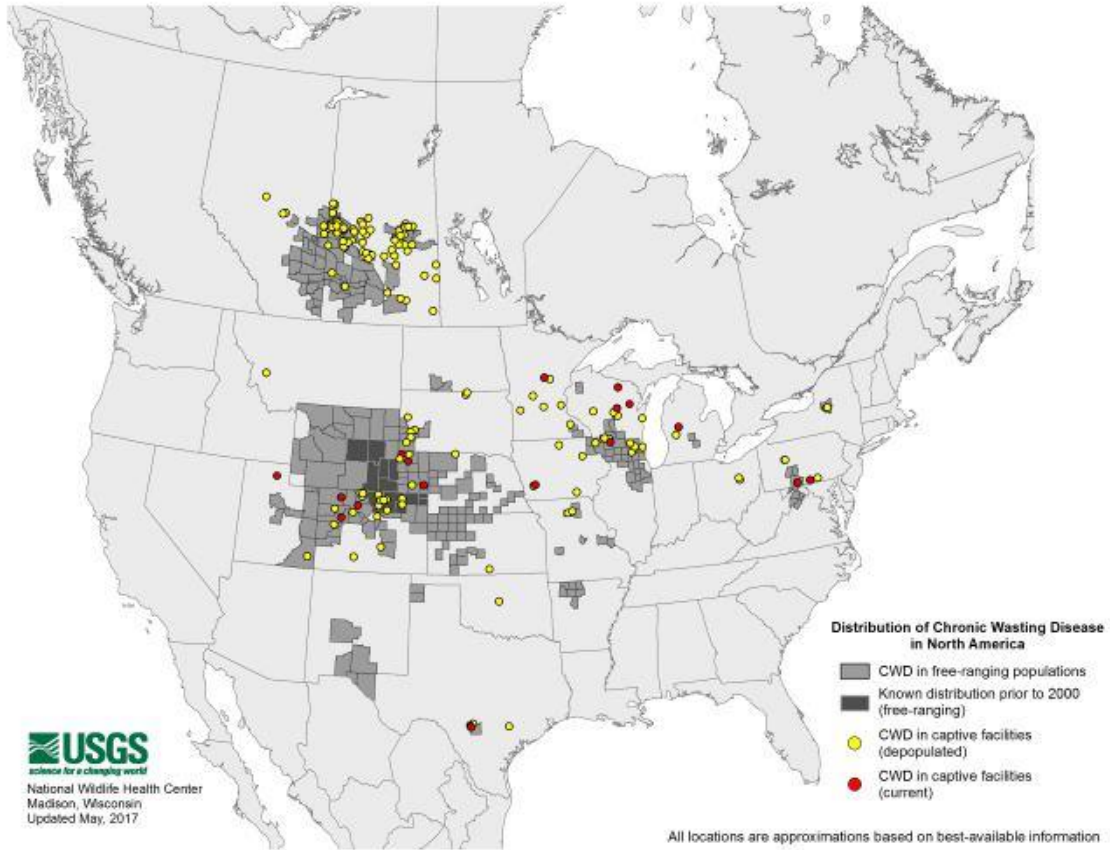 Distribution of Chronic Wasting Disease
in North America
CWD in free-ranging populations
Known distribution prior to 2000
(free-ranging)
CWD in captive facilities
(depopulated)
CWD in captive facilities
(current)
USGS
science for a changing world
National Wildlife Health Center
Madison, Wisconsin
Updated May, 2017
All locations are approximations based on best-available information